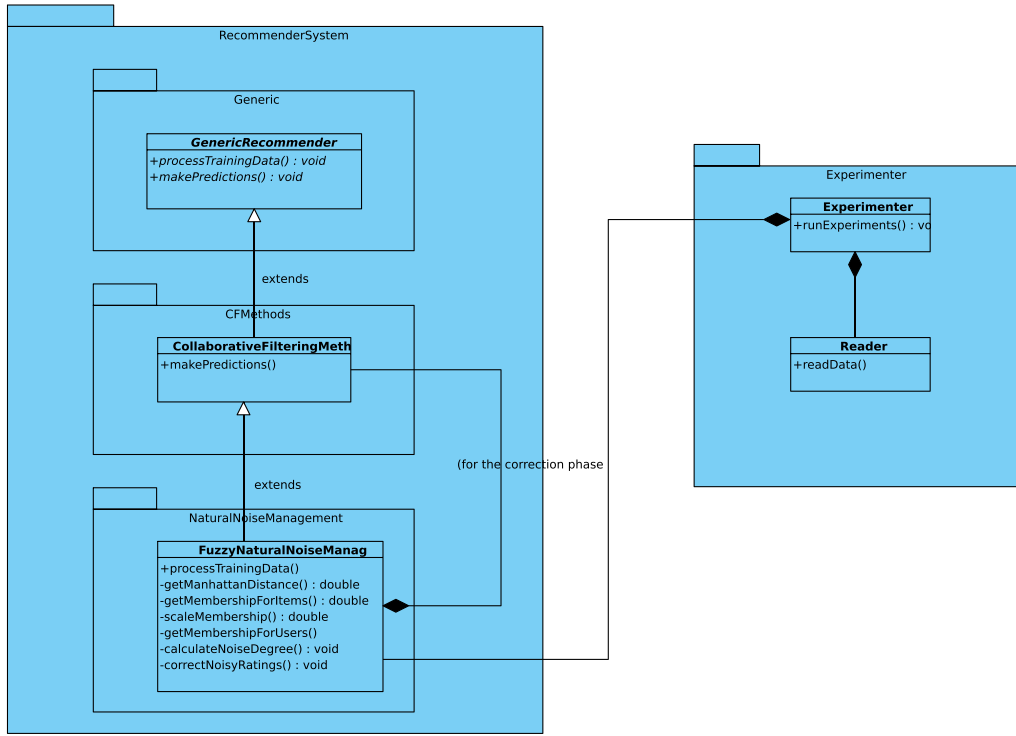 RecommenderSystem
Generic
GenericRecommender
+processTrainingData() : void
+makePredictions() : void
extends
CFMethods
CollaborativeFilteringMeth
+makePredictions()
(for the correction phase
extends
NaturalNoiseManagement
FuzzyNaturalNoiseManag
+processTrainingData()
-getManhattanDistance() : double
-getMembershipForItems() : double
-scaleMembership() : double
-getMembershipForUsers()
-calculateNoiseDegree() : void
-correctNoisyRatings() : void
Experimenter
Experimenter
+runExperiments() : vo
Reader
+readData()